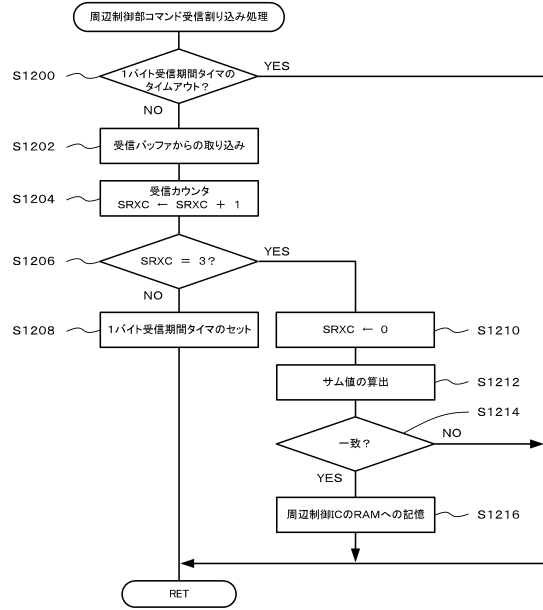 周辺制御部コマンド受信割り込み処理
S1200
1バイト受信期間タイマの
タイムアウト?
YES
NO
S1202
受信バッファからの取り込み
S1204
受信カウンタ
SRXC ← SRXC + 1
S1206
SRXC = 3?
YES
NO
S1208
1バイト受信期間タイマのセット
SRXC ← 0
S1210
サム値の算出
S1212
S1214
一致?
NO
YES
周辺制御ICのRAMへの記憶
S1216
RET